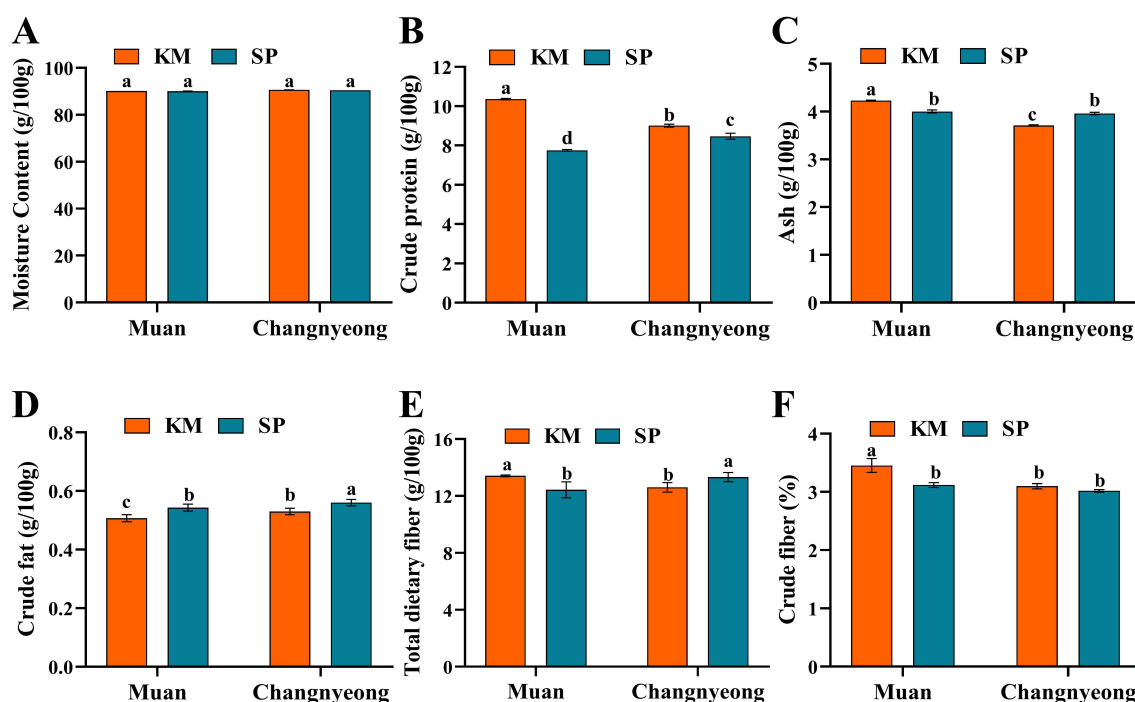 A
KM SP
Moisture Content (g/100g)
100
80
60
40
20
0
a a a a
Muan Changnyeong
B
KM SP
Crude protein (g/100g)
12
10
8
6
4
2
0
a d b c
Muan Changnyeong
C
KM SP
Ash (g/100g)
5
4
3
2
1
0
a b c b
Muan Changnyeong
D
KM SP
Crude fat (g/100g)
0.8
0.6
0.4
0.2
0.0
c b b a
Muan Changnyeong
E
KM SP
Total dietary fiber (g/100g)
16
12
8
4
0
a b b a
Muan Changnyeong
F
KM SP
Crude fiber (%)
4
3
2
1
0
a b b b
Muan Changnyeong